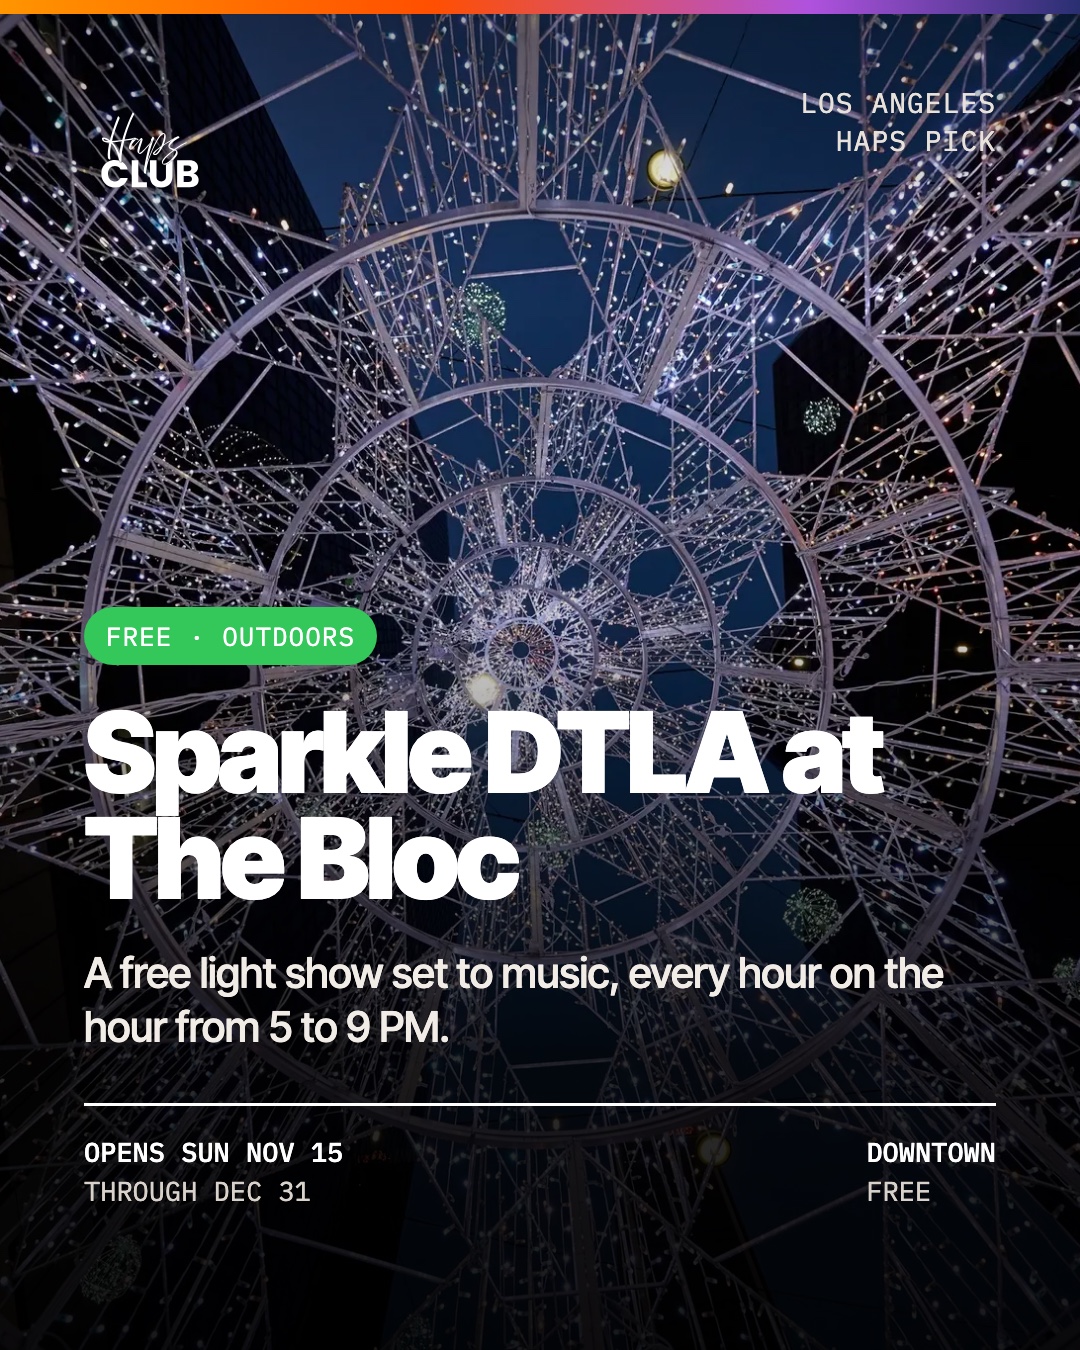 Haps
CLUB
LOS ANGELES
HAPS PICK
FREE · OUTDOORS
Sparkle DTLA at
The Bloc
A free light show set to music, every hour on the
hour from 5 to 9 PM.
OPENS SUN NOV 15
THROUGH DEC 31
DOWNTOWN
FREE